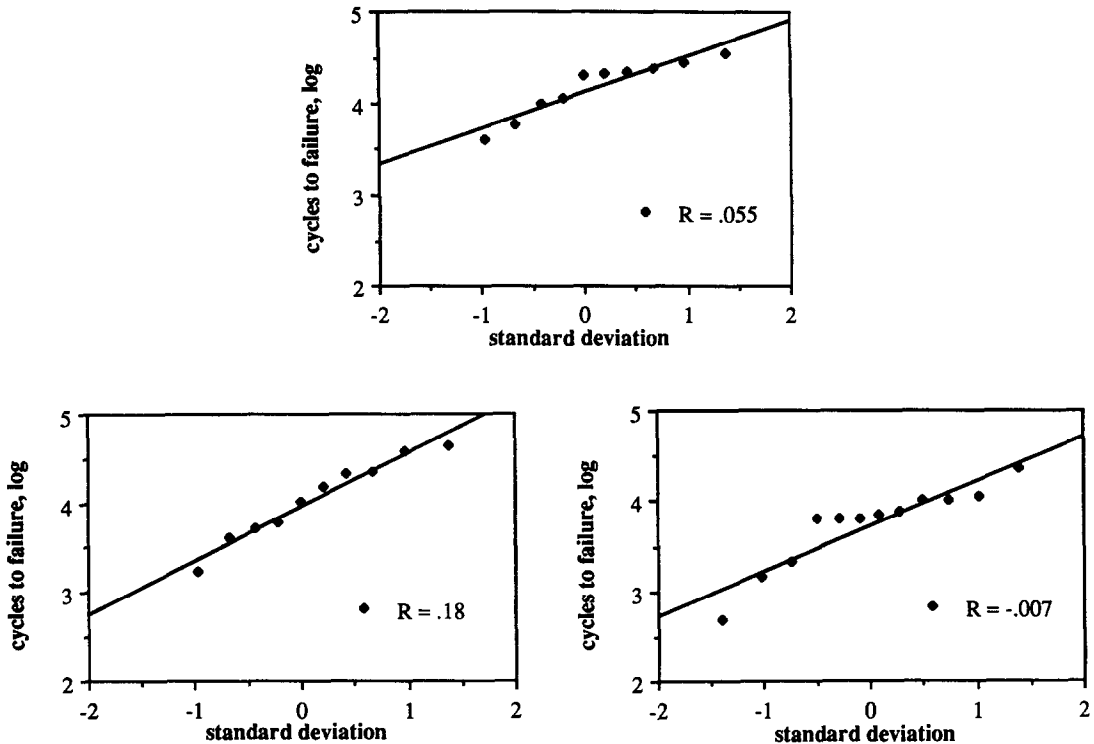 5
4
3
2
cycles to failure, log
R = .055
-2 -1 0 1 2
standard deviation
5
4
3
2
cycles to failure, log
R = .18
-2 -1 0 1 2
standard deviation
5
4
3
2
cycles to failure, log
R = -.007
-2 -1 0 1 2
standard deviation